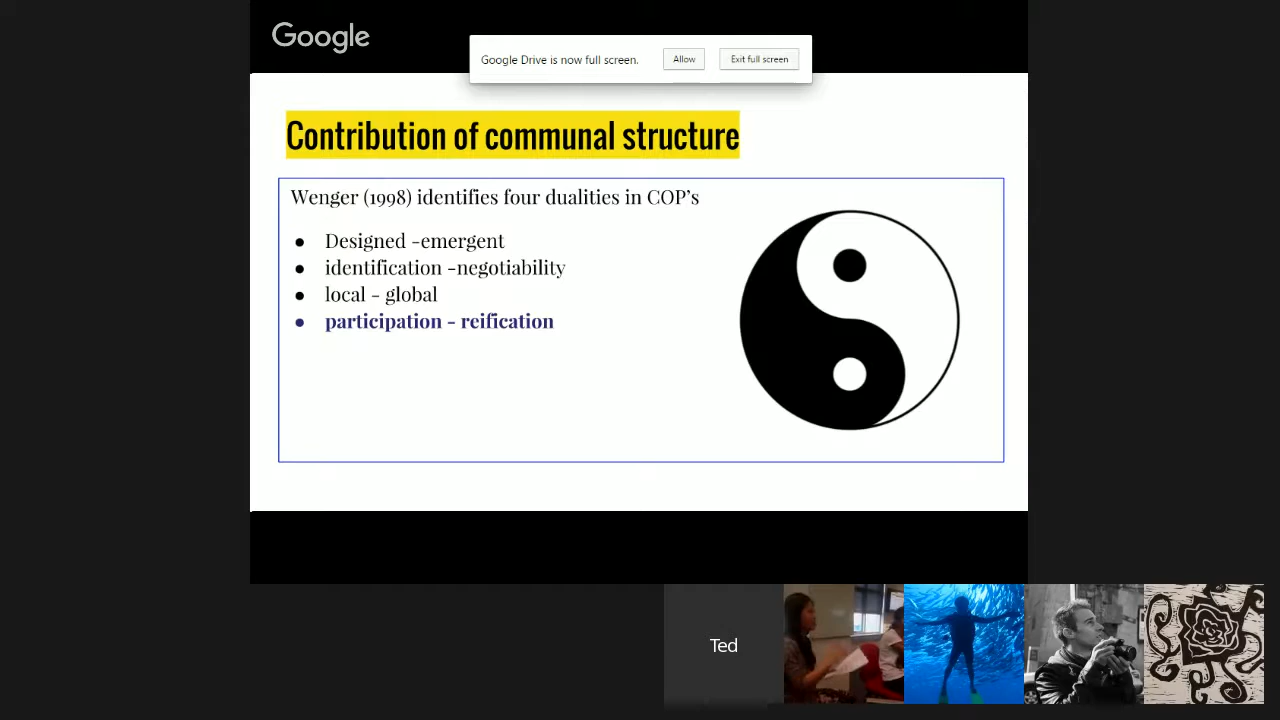 Google
Google Drive is now full screen. Allow Exit full screen
Contribution of communal structure
Wenger (1998) identifies four dualities in COP's
● Designed -emergent
● identification -negotiability
● local - global
● participation - reification
Ted